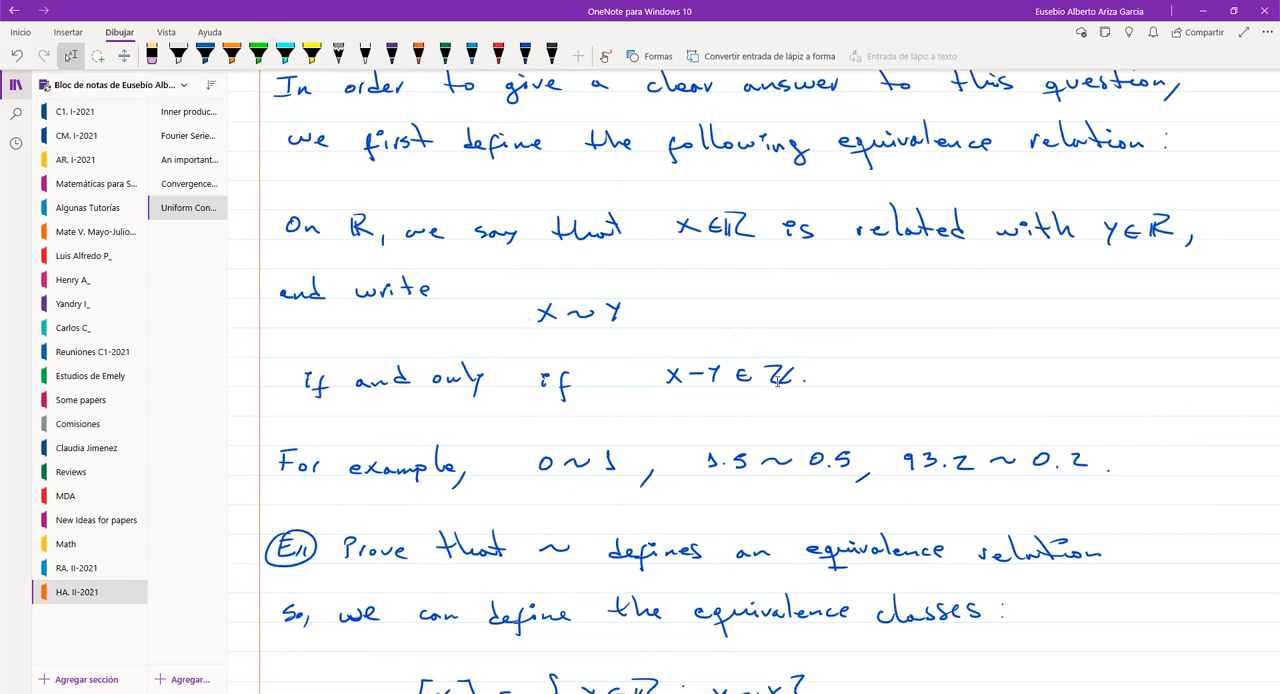 OneNote para Windows 10
Eusebio Alberto Ariza Garcia
Inicio Insertar Dibujar Vista Ayuda
Compartir
Formas Convertir entrada de lápiz a forma Entrada de lápiz a texto
Bloc de notas de Eusebio Alb...
C1. I-2021
CM. I-2021
AR. I-2021
Matemáticas para S...
Algunas Tutorías
Mate V. Mayo-Julio...
Luis Alfredo P_
Henry A_
Yandry I_
Carlos C_
Reuniones C1-2021
Estudios de Emely
Some papers
Comisiones
Claudia Jimenez
Reviews
MDA
New Ideas for papers
Math
RA. II-2021
HA. II-2021
Agregar sección
Inner produc...
Fourier Serie...
An important...
Convergence...
Uniform Con...
Agregar...
In order to give a clear answer to this question,
we first define the following equivalence relation:
On ℝ, we say that x∈ℝ is related with y∈ℝ,
and write
x ~ y
if and only if x-y ∈ ℤ.
For example, 0 ~ 1, 1.5 ~ 0.5, 93.2 ~ 0.2.
Ex Prove that ~ defines an equivalence relation
so, we can define the equivalence classes: